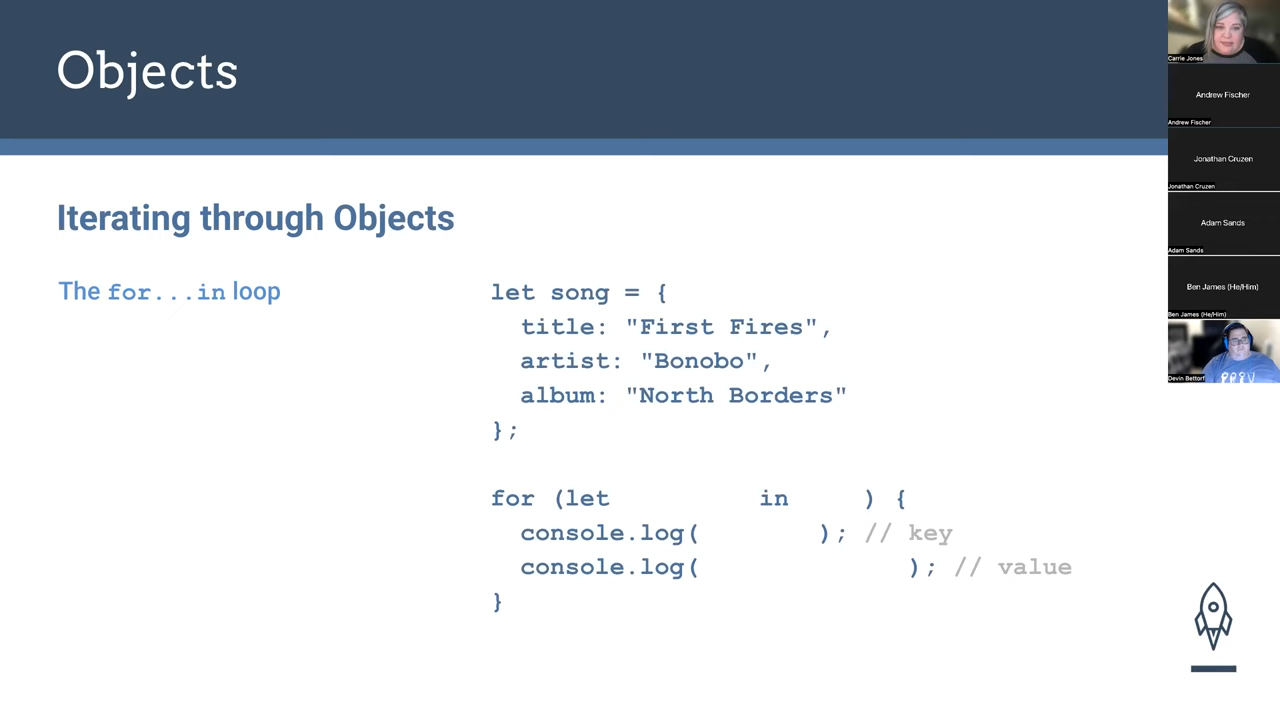 Objects
Iterating through Objects
The for...in loop
let song = {
title: "First Fires",
artist: "Bonobo",
album: "North Borders"
};
for (let in ) {
console.log( ); // key
console.log( ); // value
}
Carrie Jones
Andrew Fischer
Andrew Fischer
Jonathan Cruzen
Jonathan Cruzen
Adam Sands
Adam Sands
Ben James (He/Him)
Ben James (He/Him)
Devin Bettorf